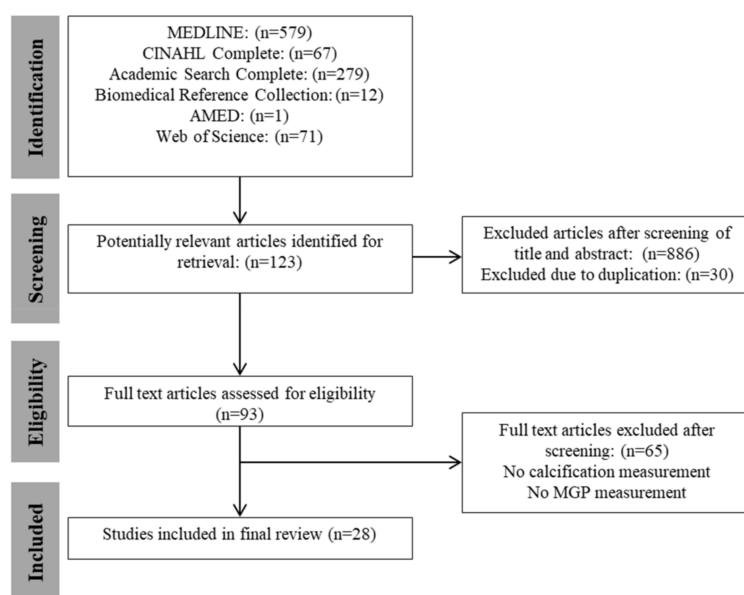 Identification
MEDLINE: (n=579)
CINAHL Complete: (n=67)
Academic Search Complete: (n=279)
Biomedical Reference Collection: (n=12)
AMED: (n=1)
Web of Science: (n=71)
Screening
Potentially relevant articles identified for
retrieval: (n=123)
Excluded articles after screening of
title and abstract: (n=886)
Excluded due to duplication: (n=30)
Eligibility
Full text articles assessed for eligibility
(n=93)
Full text articles excluded after
screening: (n=65)
No calcification measurement
No MGP measurement
Included
Studies included in final review (n=28)